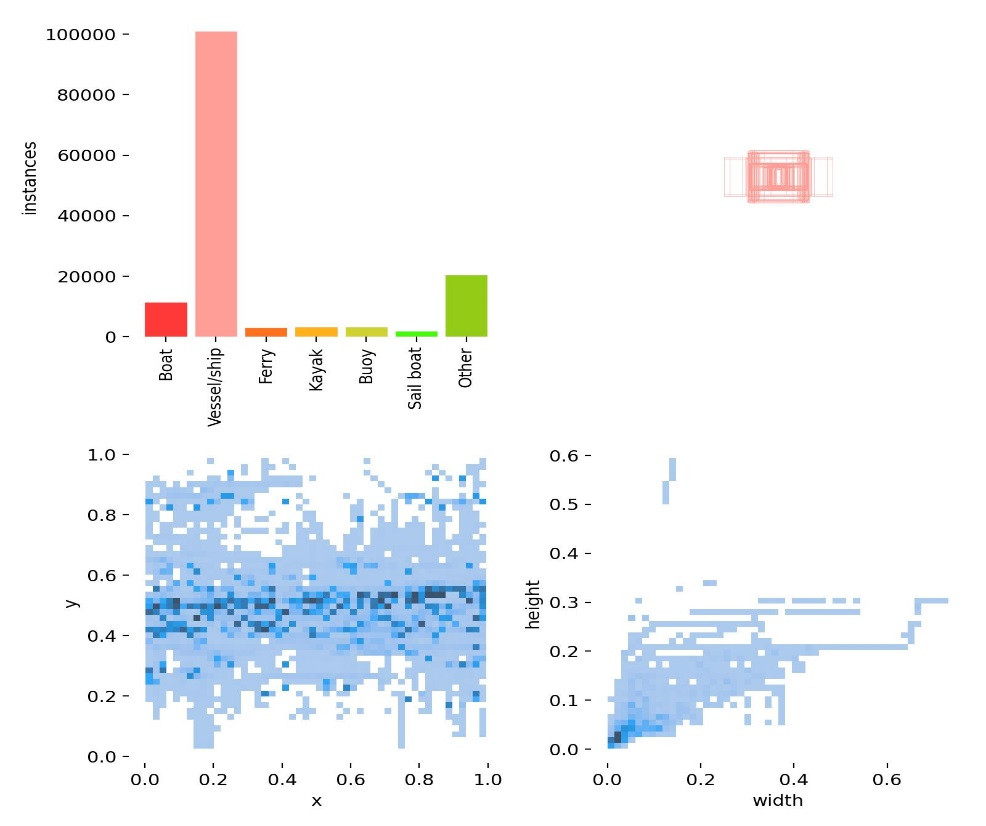 100000
80000
60000
40000
20000
0
instances
Boat
Vessel/ship
Ferry
Kayak
Buoy
Sail boat
Other
1.0
0.8
0.6
0.4
0.2
0.0
y
0.0 0.2 0.4 0.6 0.8 1.0
x
0.6
0.5
0.4
0.3
0.2
0.1
0.0
height
0.0 0.2 0.4 0.6
width